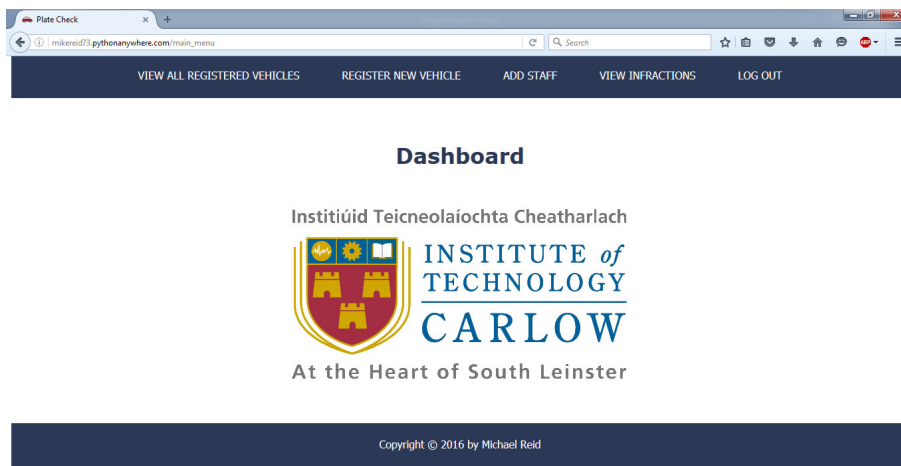 Plate Check
mikereid73.pythonanywhere.com/main_menu
Search
ABP
VIEW ALL REGISTERED VEHICLES REGISTER NEW VEHICLE ADD STAFF VIEW INFRACTIONS LOG OUT
Dashboard
Institiúid Teicneolaíochta Cheatharlach
INSTITUTE of
TECHNOLOGY
CARLOW
At the Heart of South Leinster
Copyright © 2016 by Michael Reid